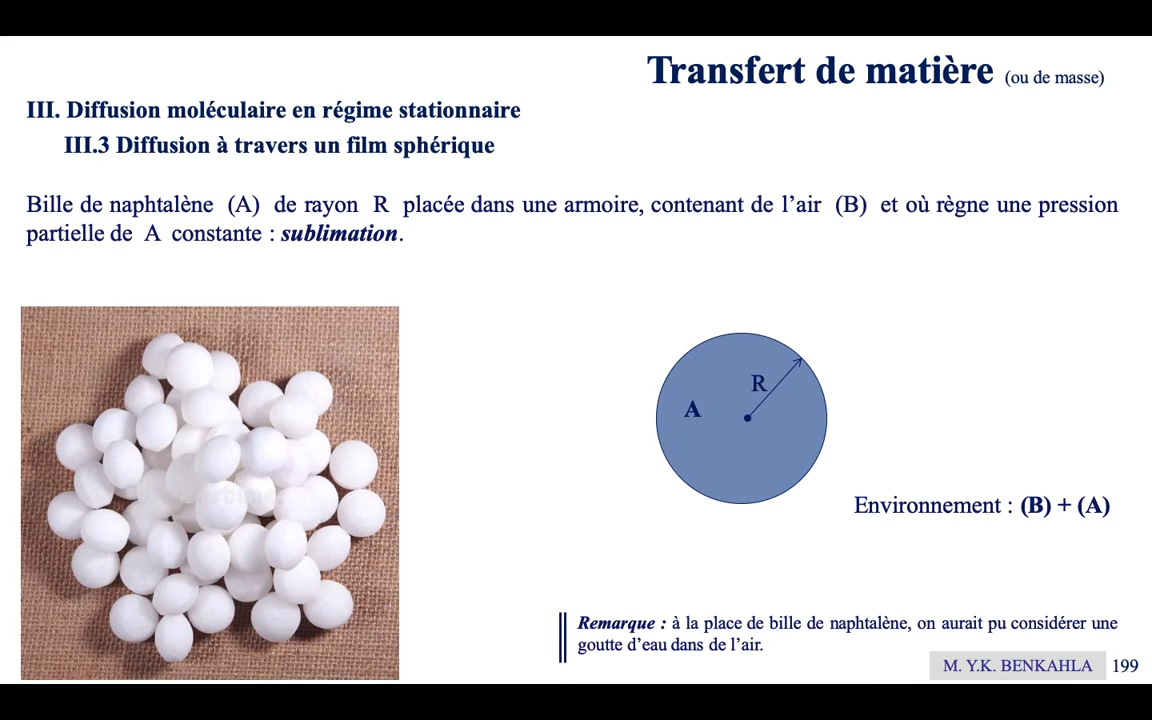 Transfert de matière (ou de masse)
III. Diffusion moléculaire en régime stationnaire
III.3 Diffusion à travers un film sphérique
Bille de naphtalène (A) de rayon R placée dans une armoire, contenant de l’air (B) et où règne une pression
partielle de A constante : sublimation.
R
A
Environnement : (B) + (A)
Remarque : à la place de bille de naphtalène, on aurait pu considérer une
goutte d’eau dans de l’air.
M. Y.K. BENKAHLA 199